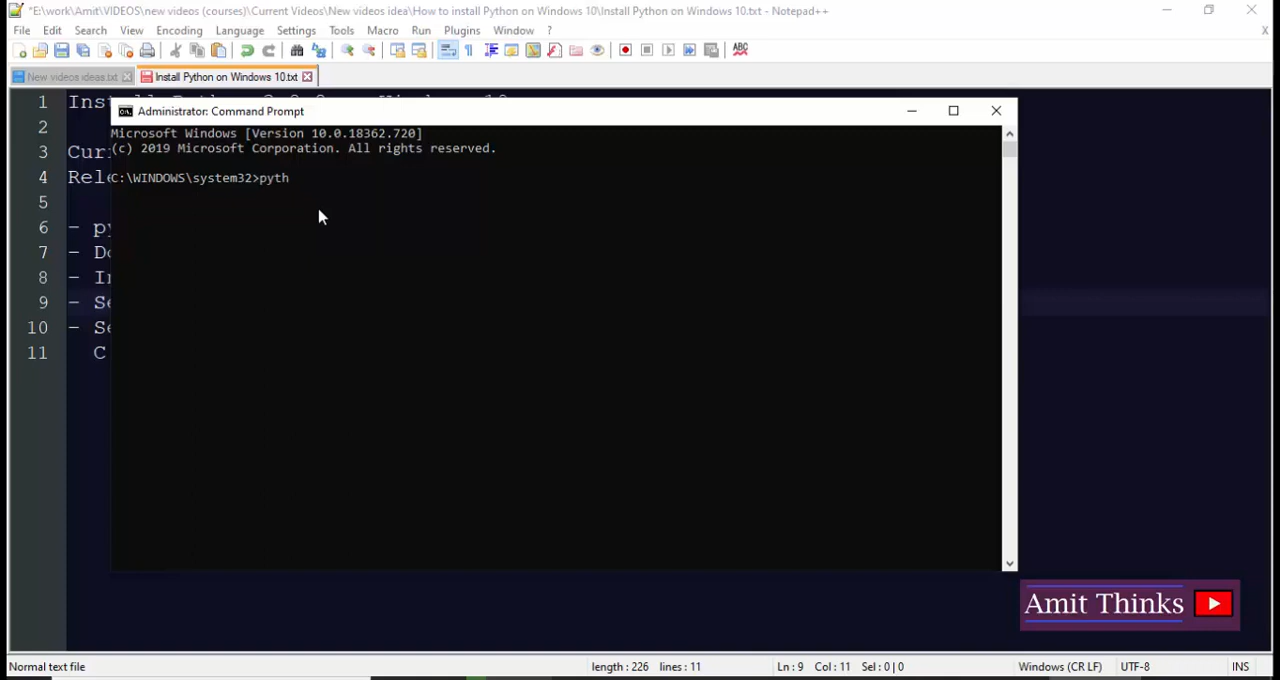 *E:\work\Amit\VIDEOS\new videos (courses)\Current Videos\New videos idea\How to install Python on Windows 10\Install Python on Windows 10.txt - Notepad++
File Edit Search View Encoding Language Settings Tools Macro Run Plugins Window ? X
New videos ideas.txt Install Python on Windows 10.txt
1
2
3
4
5
6 -
7 -
8 -
9 -
10 -
11 C
Administrator: Command Prompt
Microsoft Windows [Version 10.0.18362.720]
(c) 2019 Microsoft Corporation. All rights reserved.
C:\WINDOWS\system32>pyth
Amit Thinks
Normal text file length : 226 lines : 11 Ln : 9 Col : 11 Sel : 0 | 0 Windows (CR LF) UTF-8 INS